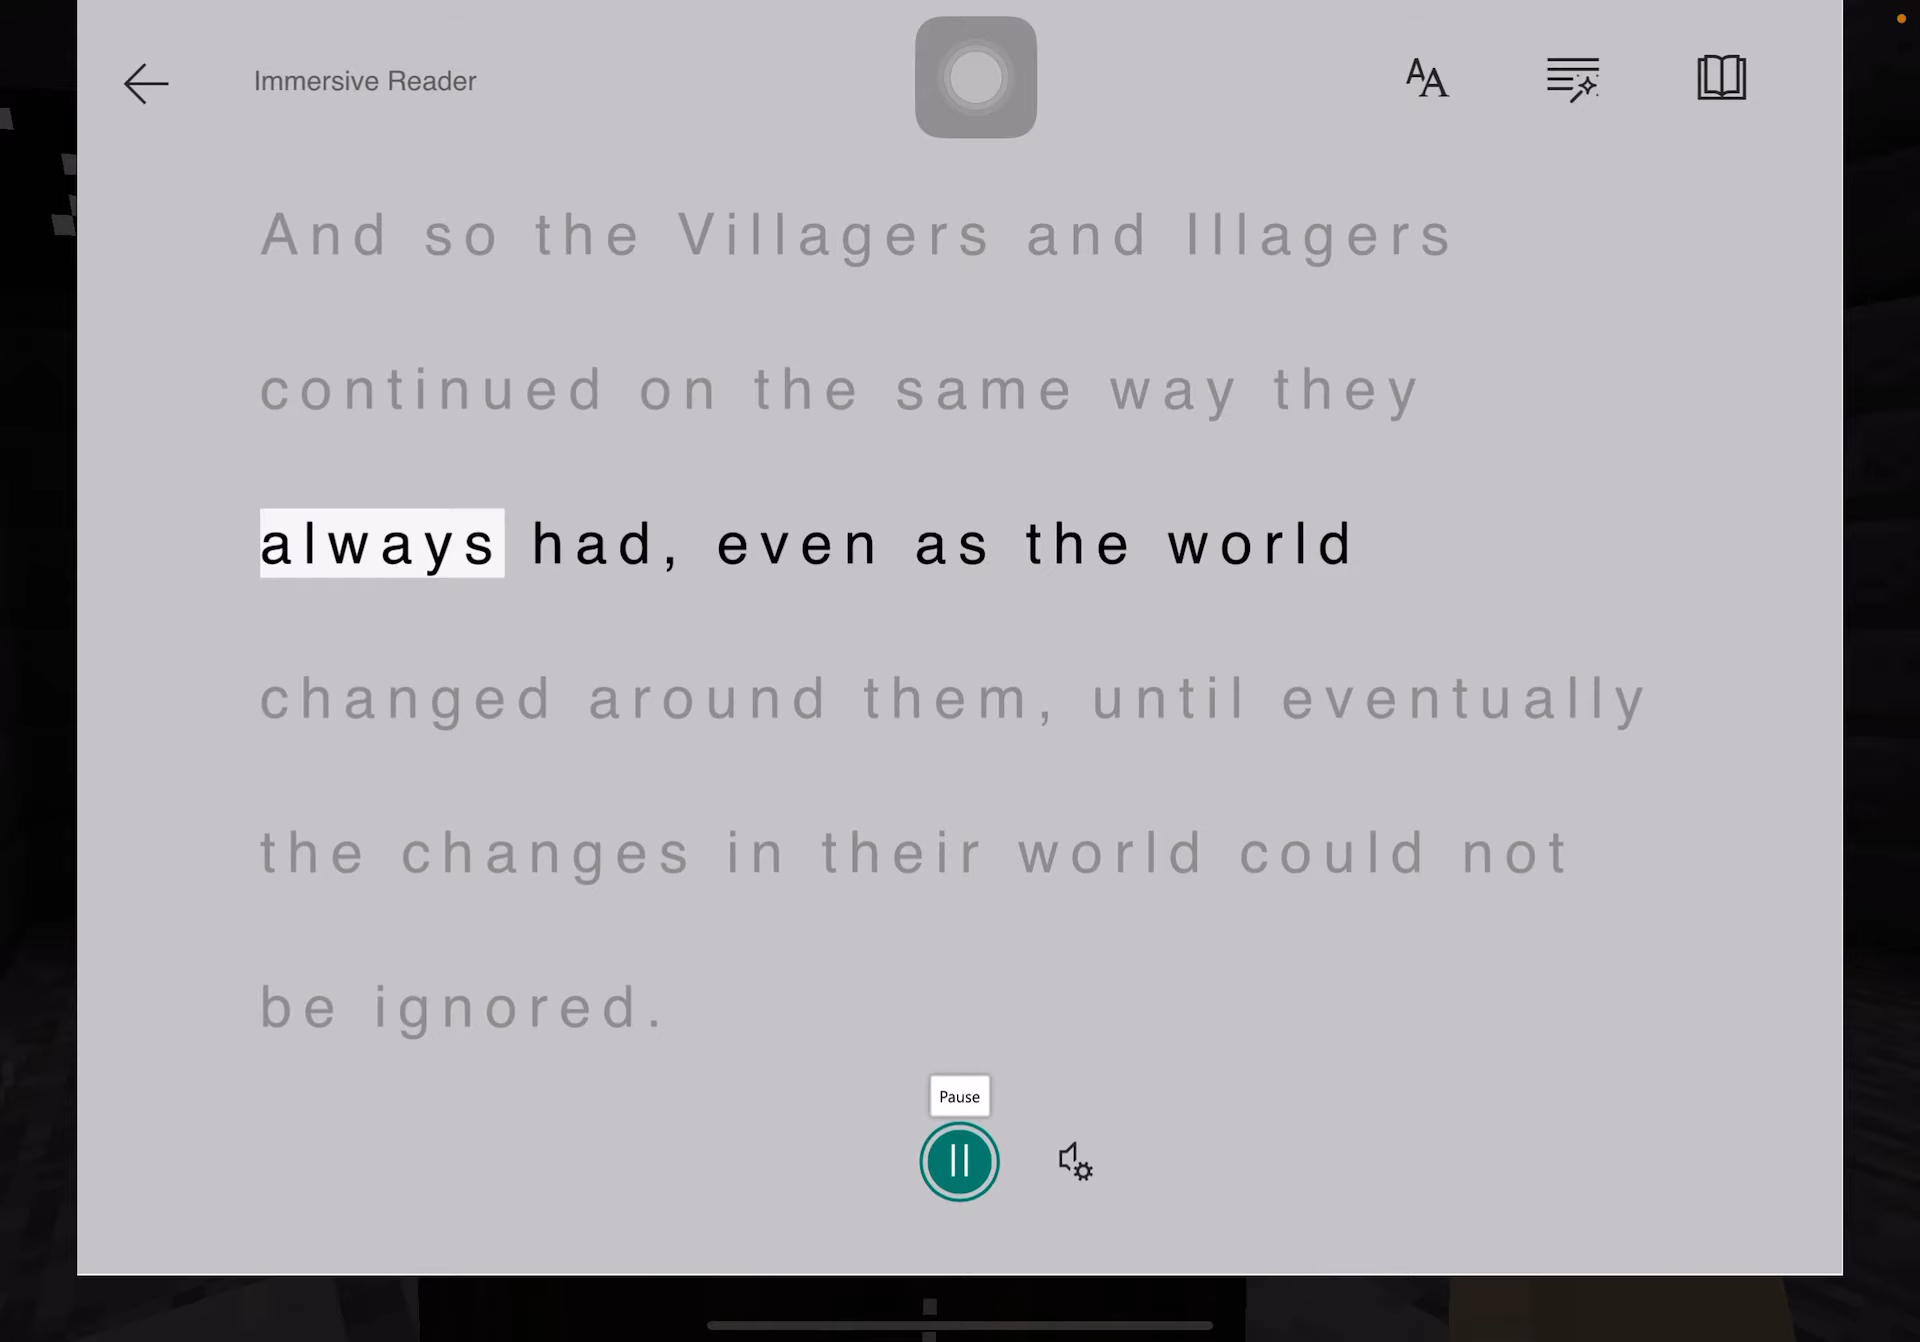 Immersive Reader
And so the Villagers and Illagers
continued on the same way they
always had, even as the world
changed around them, until eventually
the changes in their world could not
be ignored.
Pause